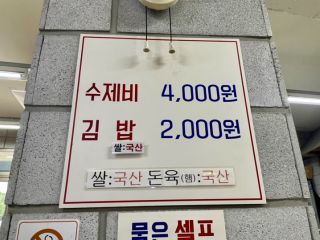 수제비 4,000원
김 밥 2,000원
쌀:국산
쌀:국산 돈육(햄):국산
물은 셀프